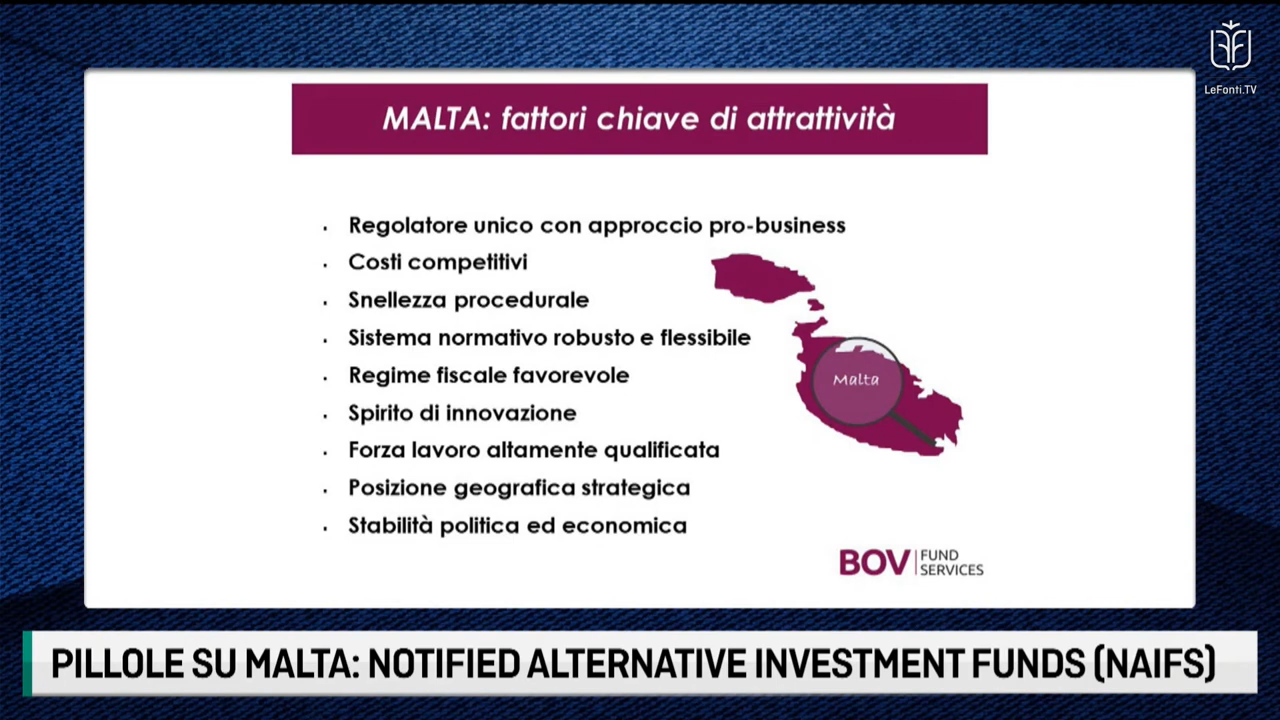 LeFonti.TV
MALTA: fattori chiave di attrattività
· Regolatore unico con approccio pro-business
· Costi competitivi
· Snellezza procedurale
· Sistema normativo robusto e flessibile
· Regime fiscale favorevole
· Spirito di innovazione
· Forza lavoro altamente qualificata
· Posizione geografica strategica
· Stabilità politica ed economica
Malta
BOV FUND
SERVICES
PILLOLE SU MALTA: NOTIFIED ALTERNATIVE INVESTMENT FUNDS (NAIFS)